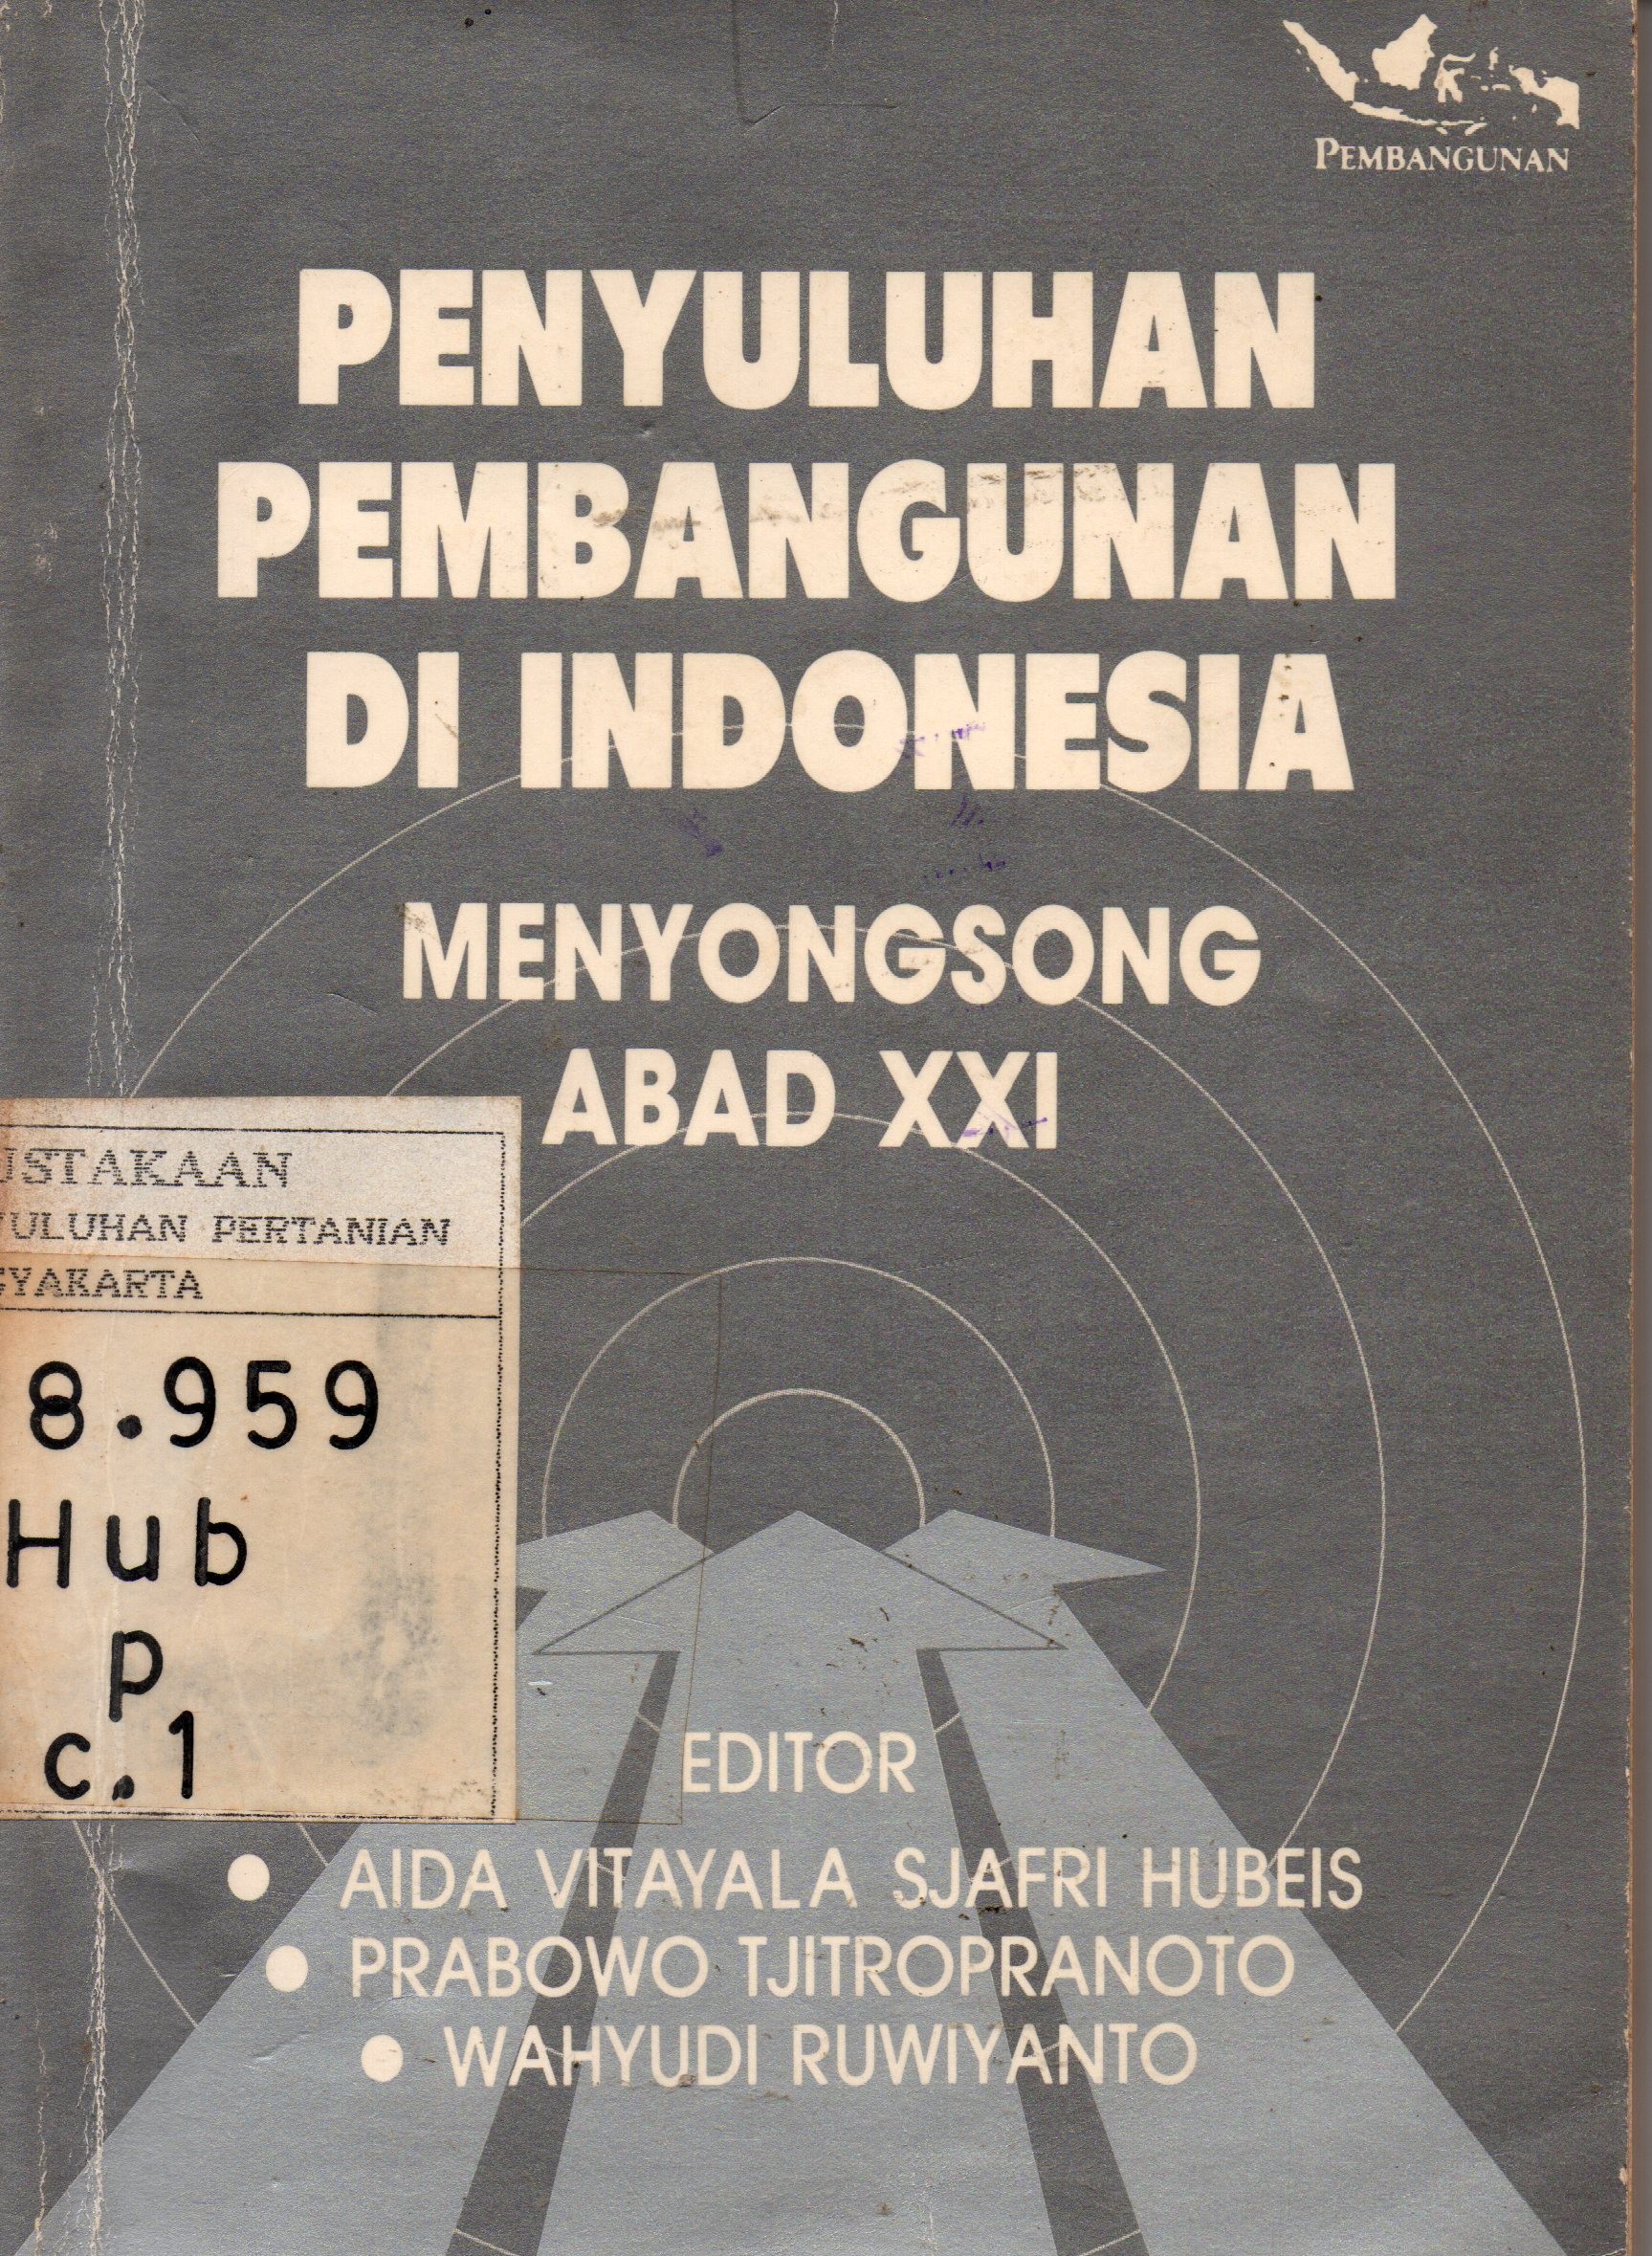 PEMBANGUNAN
PENYULUHAN
PEMBANGUNAN
DI INDONESIA
MENYONGSONG
ABAD XXI
USTAKAAN
ULUHAN PERTANIAN
GYAKARTA
8.959
Hub
p
c.1
EDITOR
● AIDA VITAYALA SJAFRI HUBEIS
● PRABOWO TJITROPRANOTO
● WAHYUDI RUWIYANTO